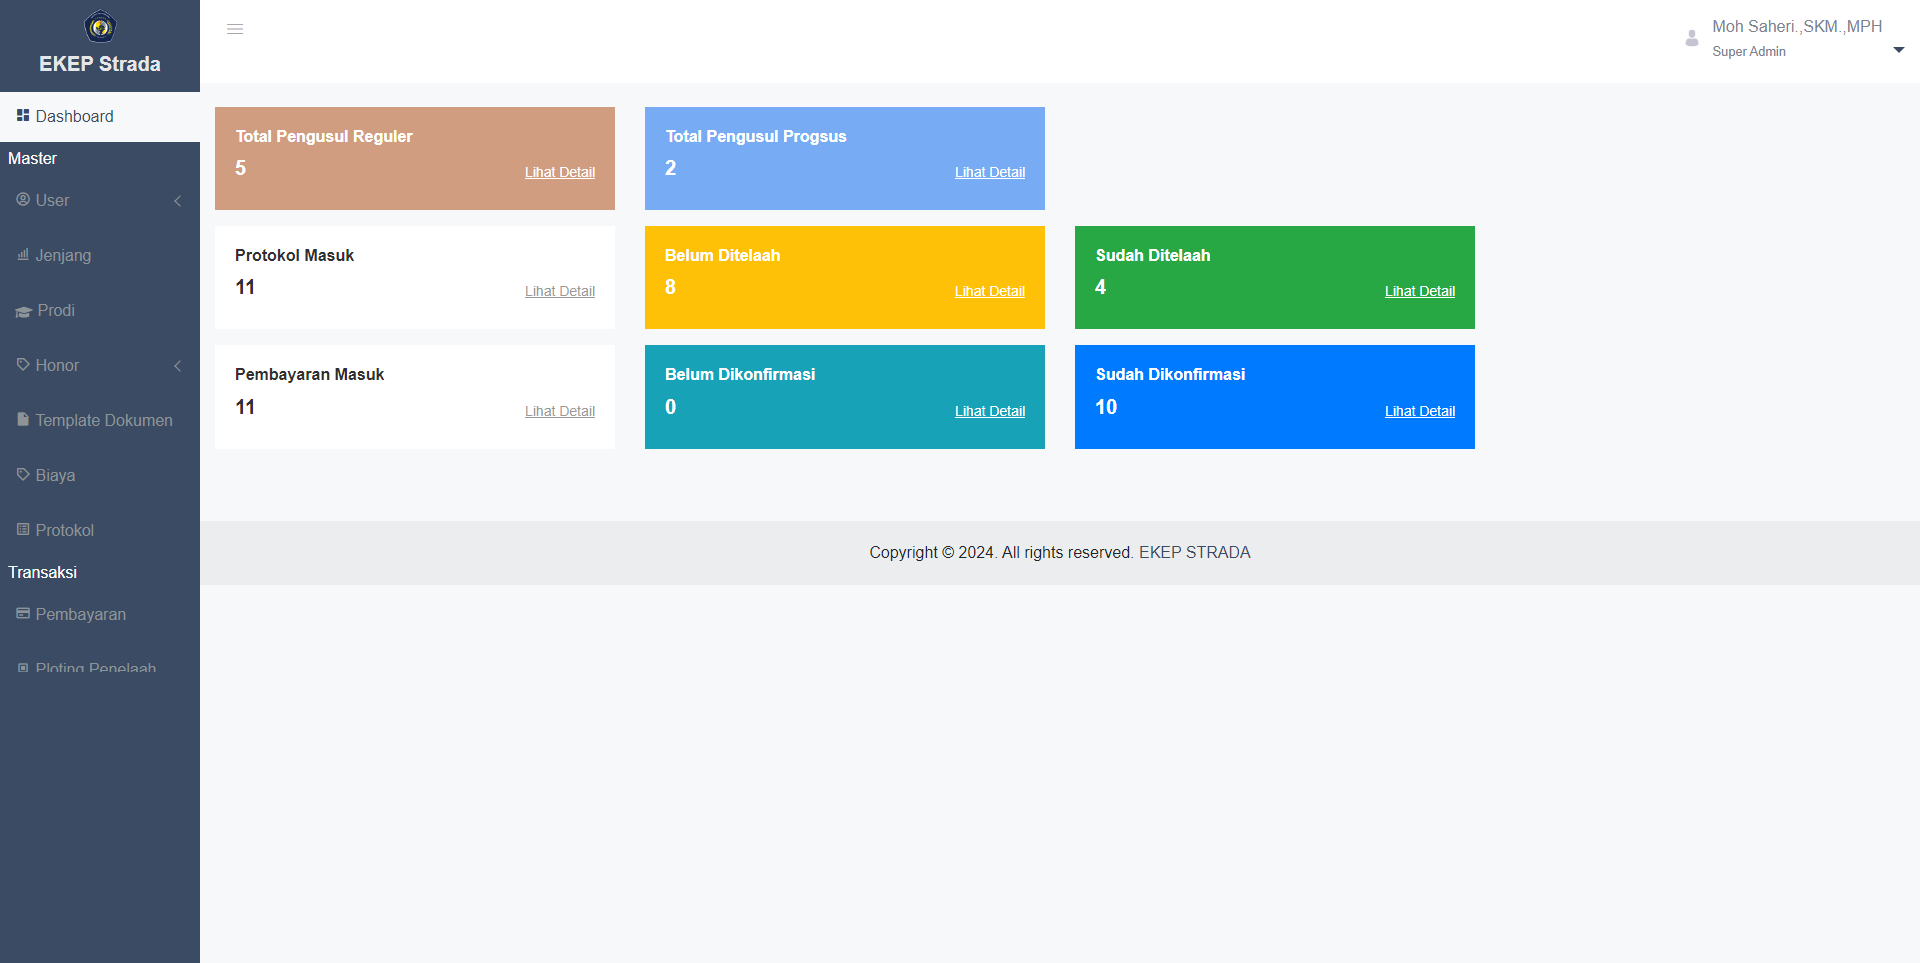 EKEP Strada
Dashboard
Master
User
Jenjang
Prodi
Honor
Template Dokumen
Biaya
Protokol
Transaksi
Pembayaran
Ploting Penelaah
Moh Saheri.,SKM.,MPH
Super Admin
Total Pengusul Reguler
5
Lihat Detail
Total Pengusul Progsus
2
Lihat Detail
Protokol Masuk
11
Lihat Detail
Belum Ditelaah
8
Lihat Detail
Sudah Ditelaah
4
Lihat Detail
Pembayaran Masuk
11
Lihat Detail
Belum Dikonfirmasi
0
Lihat Detail
Sudah Dikonfirmasi
10
Lihat Detail
Copyright © 2024. All rights reserved. EKEP STRADA